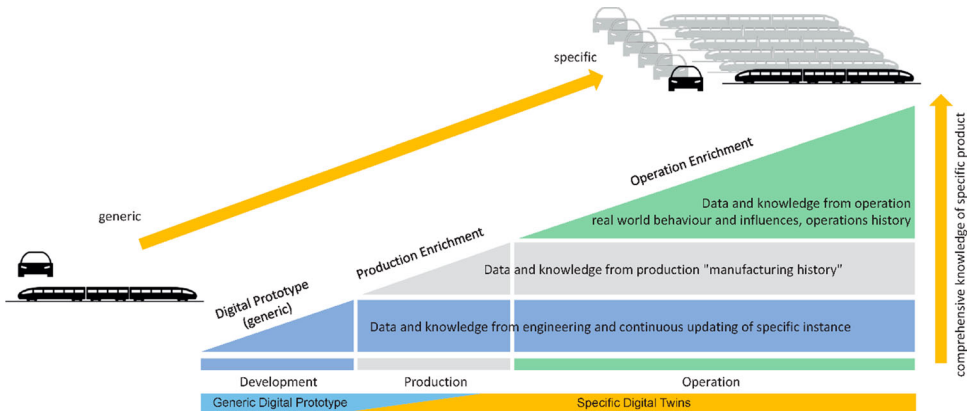 specific
generic
Operation Enrichment
Data and knowledge from operation
real world behaviour and influences, operations history
Production Enrichment
Data and knowledge from production "manufacturing history"
Digital Prototype
(generic)
Data and knowledge from engineering and continuous updating of specific instance
comprehensive knowledge of specific product
Development
Production
Operation
Generic Digital Prototype
Specific Digital Twins